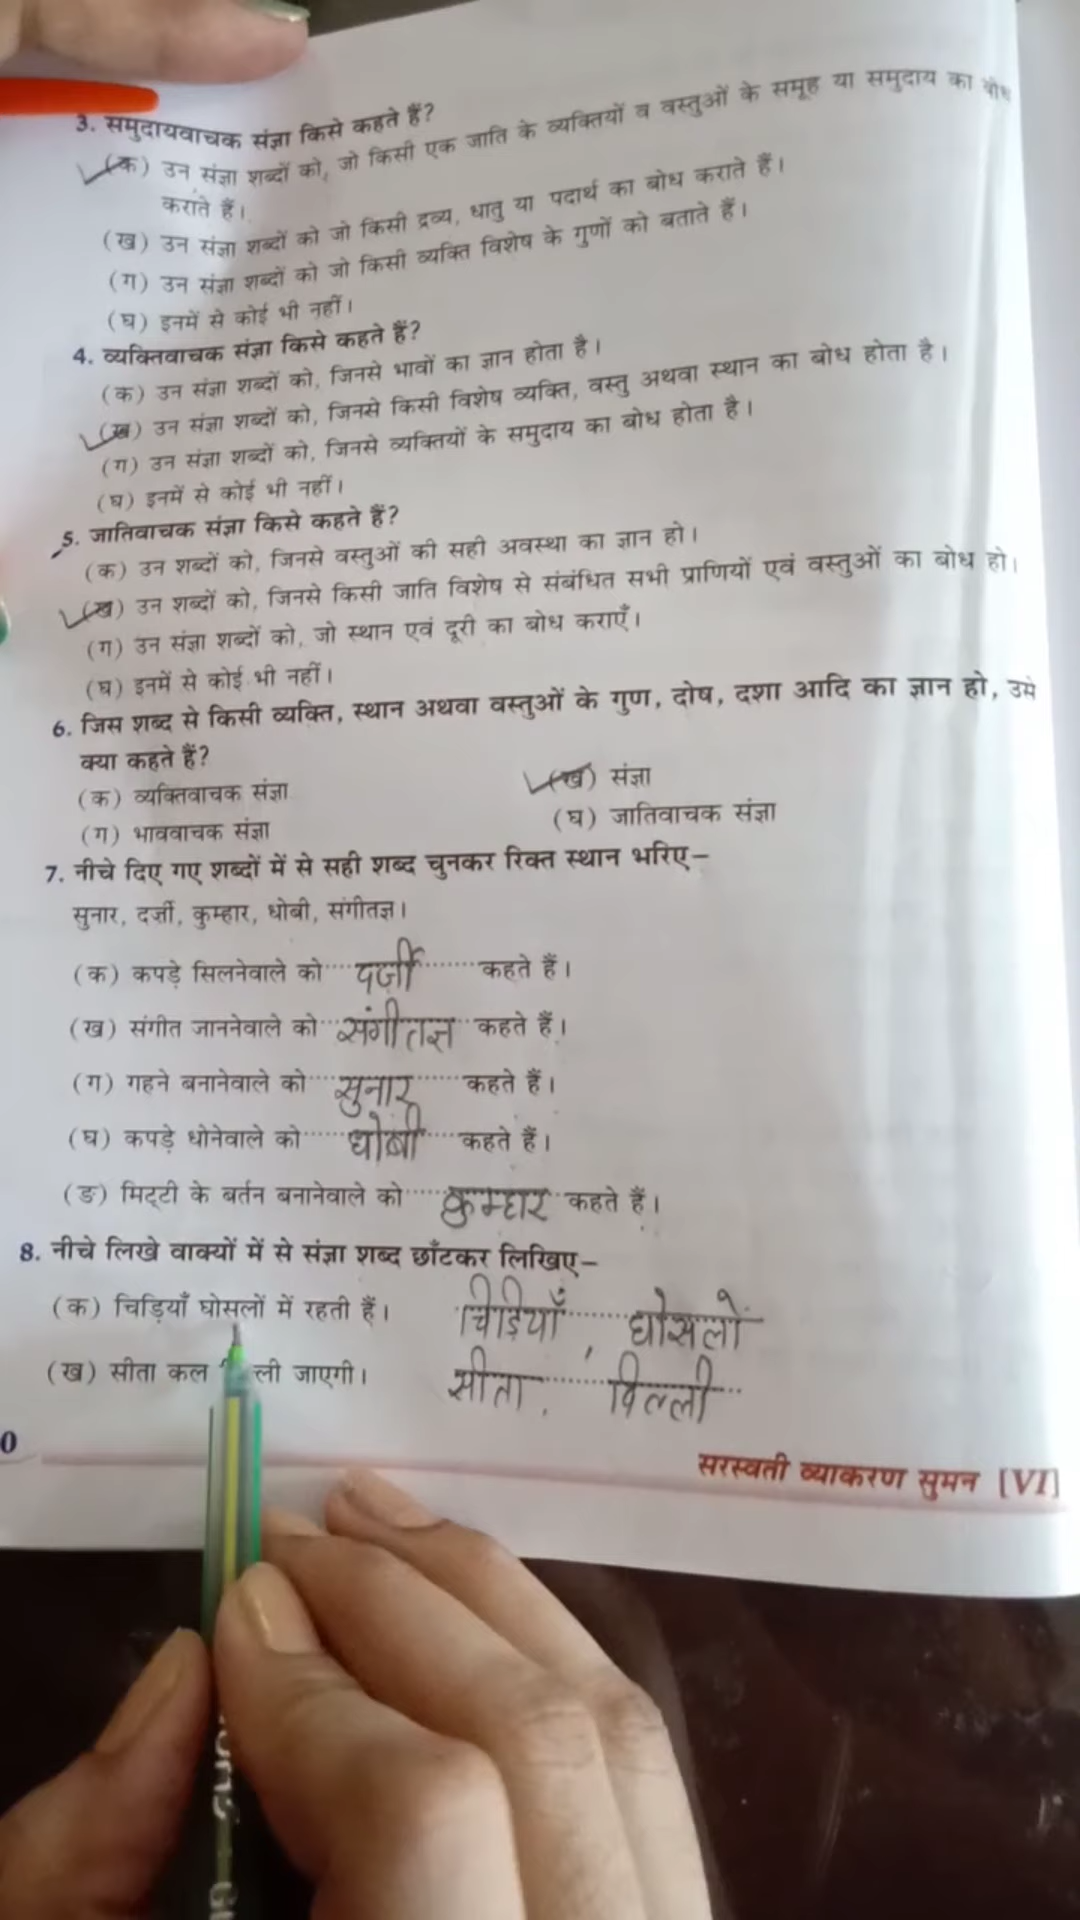 3. समुदायवाचक संज्ञा किसे कहते हैं?
(क) उन संज्ञा शब्दों को, जो किसी एक जाति के व्यक्तियों व वस्तुओं के समूह या समुदाय का बोध
कराते हैं।
(ख) उन संज्ञा शब्दों को जो किसी द्रव्य, धातु या पदार्थ का बोध कराते हैं।
(ग) उन संज्ञा शब्दों को जो किसी व्यक्ति विशेष के गुणों को बताते हैं।
(घ) इनमें से कोई भी नहीं।
4. व्यक्तिवाचक संज्ञा किसे कहते हैं?
(क) उन संज्ञा शब्दों को, जिनसे भावों का ज्ञान होता है।
(ख) उन संज्ञा शब्दों को, जिनसे किसी विशेष व्यक्ति, वस्तु अथवा स्थान का बोध होता है।
(ग) उन संज्ञा शब्दों को, जिनसे व्यक्तियों के समुदाय का बोध होता है।
(घ) इनमें से कोई भी नहीं।
5. जातिवाचक संज्ञा किसे कहते हैं?
(क) उन शब्दों को, जिनसे वस्तुओं की सही अवस्था का ज्ञान हो।
(ख) उन शब्दों को, जिनसे किसी जाति विशेष से संबंधित सभी प्राणियों एवं वस्तुओं का बोध हो।
(ग) उन संज्ञा शब्दों को, जो स्थान एवं दूरी का बोध कराएँ।
(घ) इनमें से कोई भी नहीं।
6. जिस शब्द से किसी व्यक्ति, स्थान अथवा वस्तुओं के गुण, दोष, दशा आदि का ज्ञान हो, उसे
क्या कहते हैं?
(क) व्यक्तिवाचक संज्ञा (ख) संज्ञा
(ग) भाववाचक संज्ञा (घ) जातिवाचक संज्ञा
7. नीचे दिए गए शब्दों में से सही शब्द चुनकर रिक्त स्थान भरिए–
सुनार, दर्ज़ी, कुम्हार, धोबी, संगीतज्ञ।
(क) कपड़े सिलनेवाले को दर्ज़ी कहते हैं।
(ख) संगीत जाननेवाले को संगीतज्ञ कहते हैं।
(ग) गहने बनानेवाले को सुनार कहते हैं।
(घ) कपड़े धोनेवाले को धोबी कहते हैं।
(ङ) मिट्टी के बर्तन बनानेवाले को कुम्हार कहते हैं।
8. नीचे लिखे वाक्यों में से संज्ञा शब्द छाँटकर लिखिए–
(क) चिड़ियाँ घोसलों में रहती हैं। चिड़ियाँ, घोसलों
(ख) सीता कल ली जाएगी। सीता, दिल्ली
0
सरस्वती व्याकरण सुमन [VI]